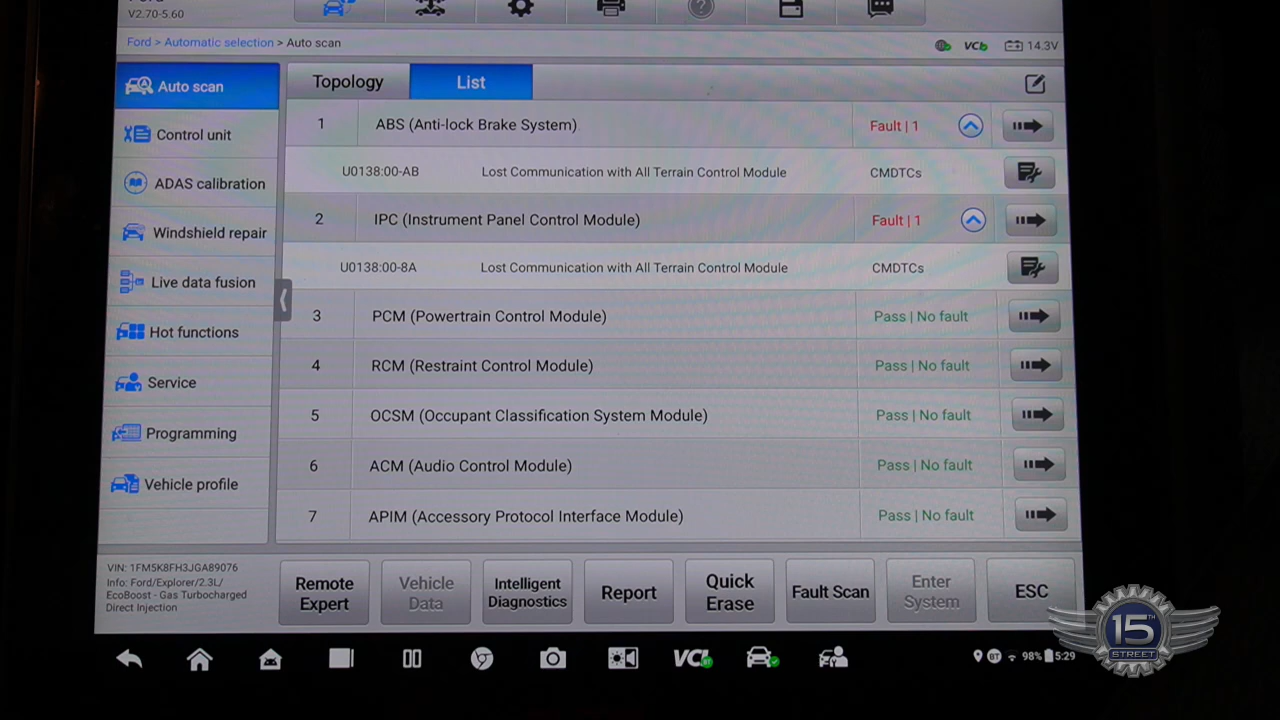 Ford
V2.70-5.60
Ford > Automatic selection > Auto scan
VCI
14.3V
Auto scan
Control unit
ADAS calibration
Windshield repair
Live data fusion
Hot functions
Service
Programming
Vehicle profile
Topology
List
1 ABS (Anti-lock Brake System) Fault | 1
U0138:00-AB Lost Communication with All Terrain Control Module CMDTCs
2 IPC (Instrument Panel Control Module) Fault | 1
U0138:00-8A Lost Communication with All Terrain Control Module CMDTCs
3 PCM (Powertrain Control Module) Pass | No fault
4 RCM (Restraint Control Module) Pass | No fault
5 OCSM (Occupant Classification System Module) Pass | No fault
6 ACM (Audio Control Module) Pass | No fault
7 APIM (Accessory Protocol Interface Module) Pass | No fault
VIN: 1FM5K8FH3JGA89076
Info: Ford/Explorer/2.3L/
EcoBoost - Gas Turbocharged
Direct Injection
Remote
Expert
Vehicle
Data
Intelligent
Diagnostics
Report
Quick
Erase
Fault Scan
Enter
System
ESC
VCI BT
BT 98% 5:29
15TH
STREET